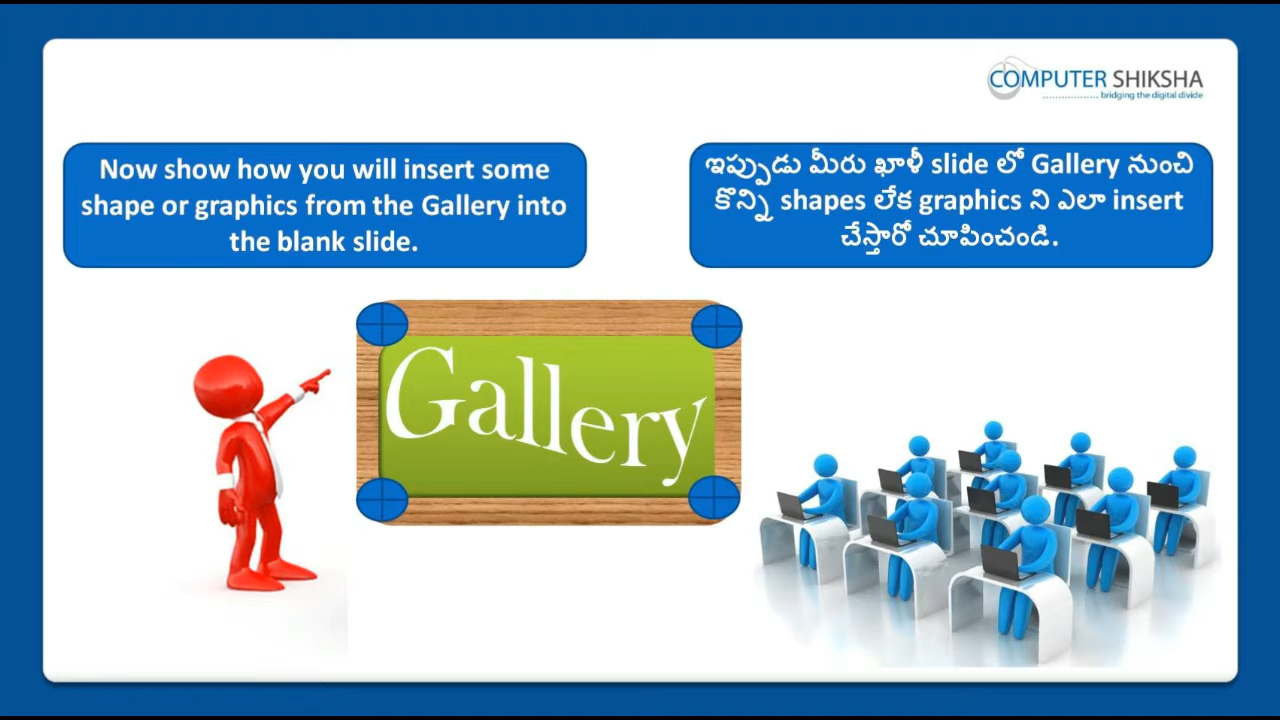 COMPUTER SHIKSHA
bridging the digital divide
Now show how you will insert some
shape or graphics from the Gallery into
the blank slide.
ఇప్పుడు మీరు ఖాళీ slide లో Gallery నుంచి
కొన్ని shapes లేక graphics ని ఎలా insert
చేస్తారో చూపించండి.
Gallery